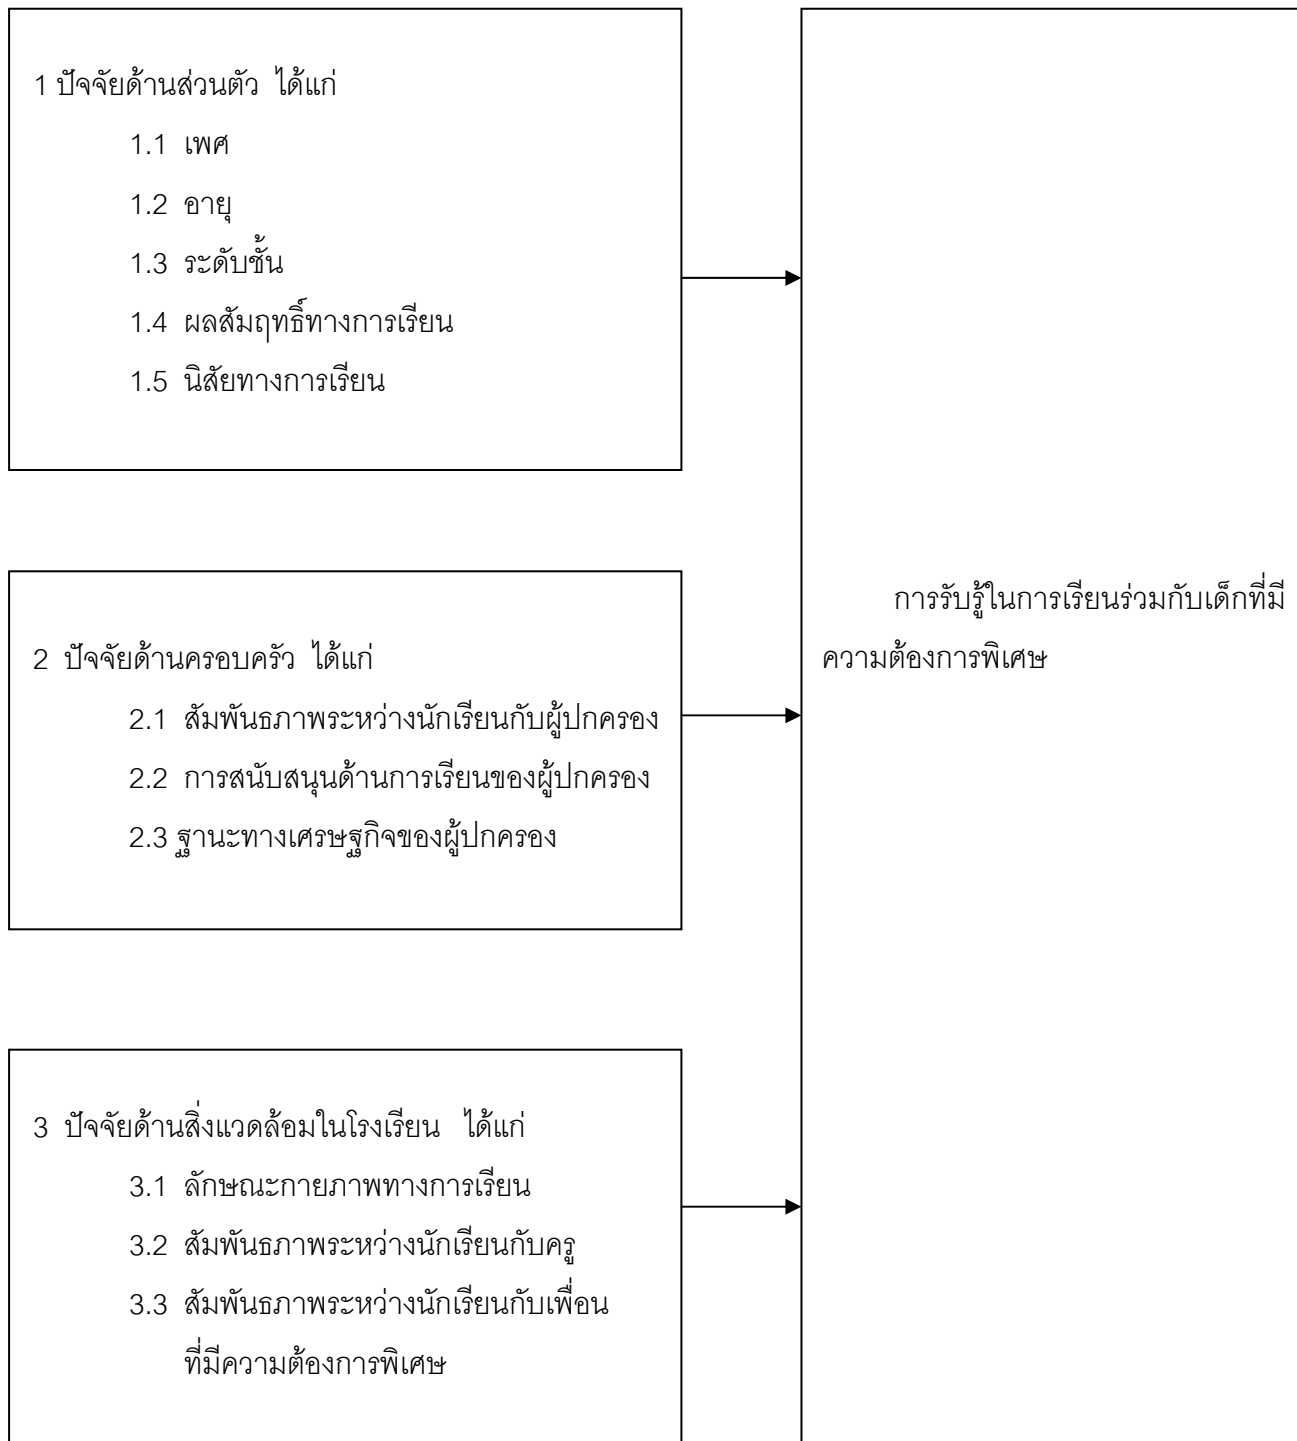 1 ปัจจัยด้านส่วนตัว ได้แก่
1.1 เพศ
1.2 อายุ
1.3 ระดับชั้น
1.4 ผลสัมฤทธิ์ทางการเรียน
1.5 นิสัยทางการเรียน
2 ปัจจัยด้านครอบครัว ได้แก่
2.1 สัมพันธภาพระหว่างนักเรียนกับผู้ปกครอง
2.2 การสนับสนุนด้านการเรียนของผู้ปกครอง
2.3 ฐานะทางเศรษฐกิจของผู้ปกครอง
3 ปัจจัยด้านสิ่งแวดล้อมในโรงเรียน ได้แก่
3.1 ลักษณะกายภาพทางการเรียน
3.2 สัมพันธภาพระหว่างนักเรียนกับครู
3.3 สัมพันธภาพระหว่างนักเรียนกับเพื่อน
ที่มีความต้องการพิเศษ
การรับรู้ในการเรียนร่วมกับเด็กที่มี
ความต้องการพิเศษ